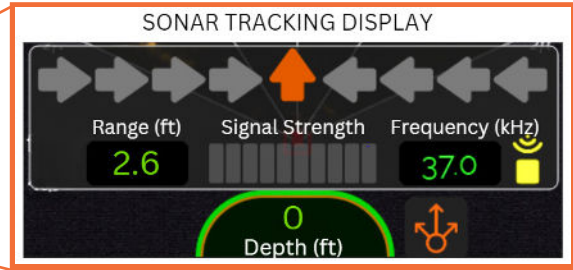 SONAR TRACKING DISPLAY
Range (ft) Signal Strength Frequency (kHz)
2.6 37.0
0
Depth (ft)